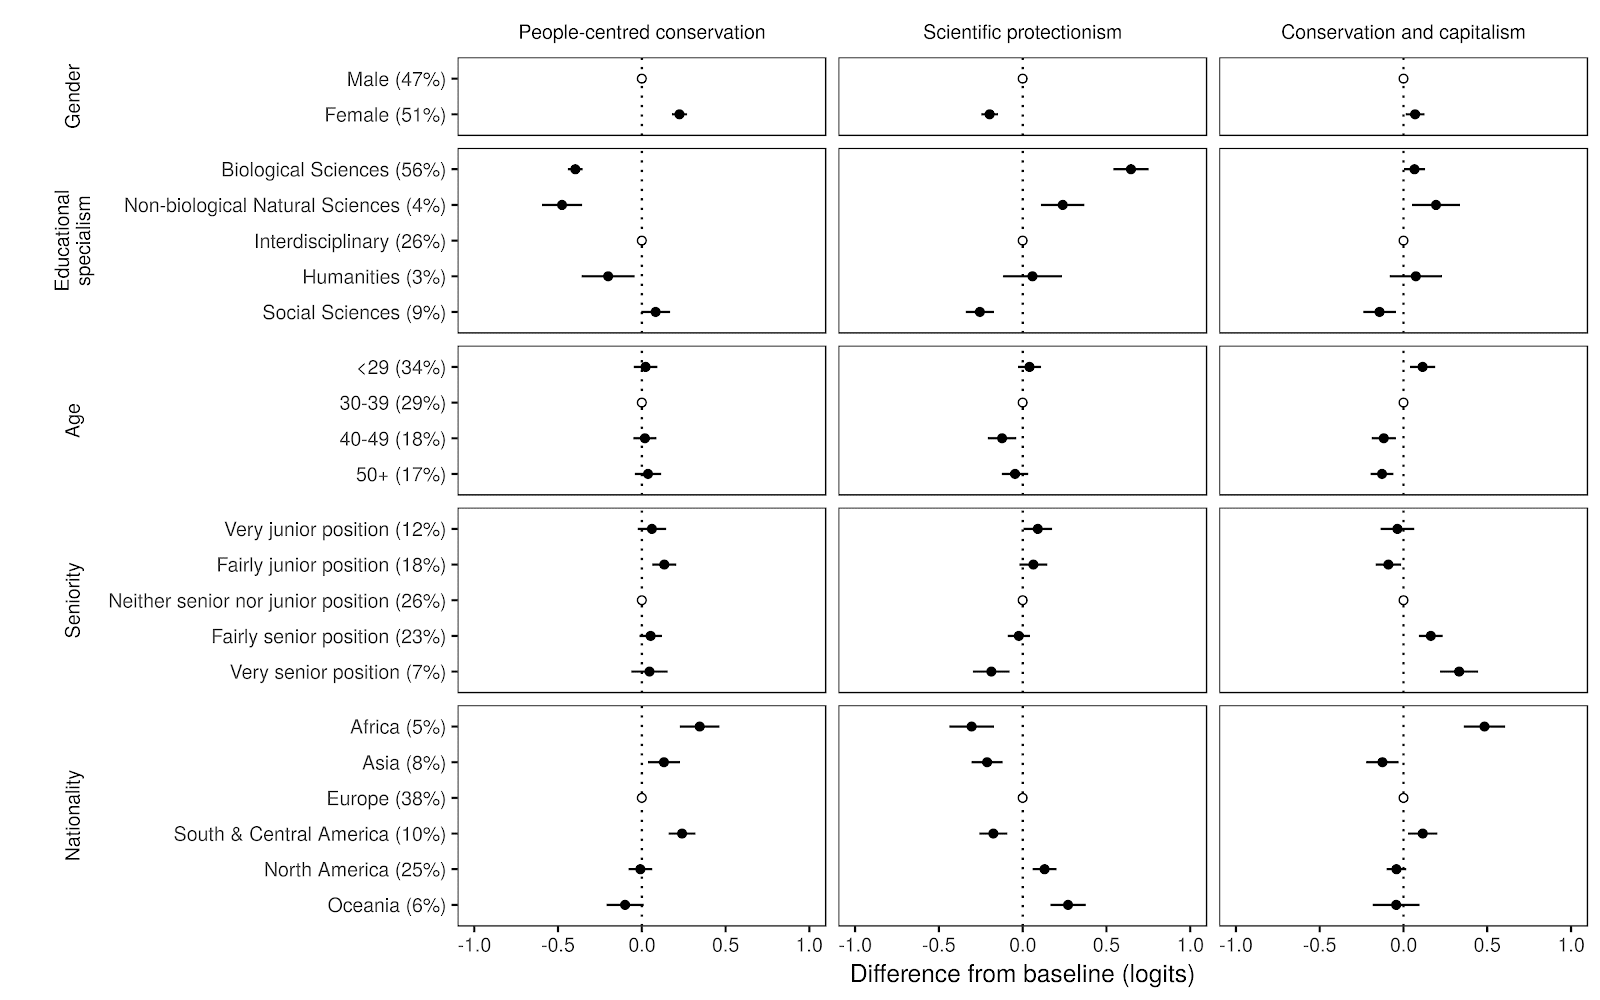 People-centred conservation
Scientific protectionism
Conservation and capitalism
Gender
Male (47%)
Female (51%)
Educational
specialism
Biological Sciences (56%)
Non-biological Natural Sciences (4%)
Interdisciplinary (26%)
Humanities (3%)
Social Sciences (9%)
Age
<29 (34%)
30-39 (29%)
40-49 (18%)
50+ (17%)
Seniority
Very junior position (12%)
Fairly junior position (18%)
Neither senior nor junior position (26%)
Fairly senior position (23%)
Very senior position (7%)
Nationality
Africa (5%)
Asia (8%)
Europe (38%)
South & Central America (10%)
North America (25%)
Oceania (6%)
-1.0 -0.5 0.0 0.5 1.0
-1.0 -0.5 0.0 0.5 1.0
-1.0 -0.5 0.0 0.5 1.0
Difference from baseline (logits)